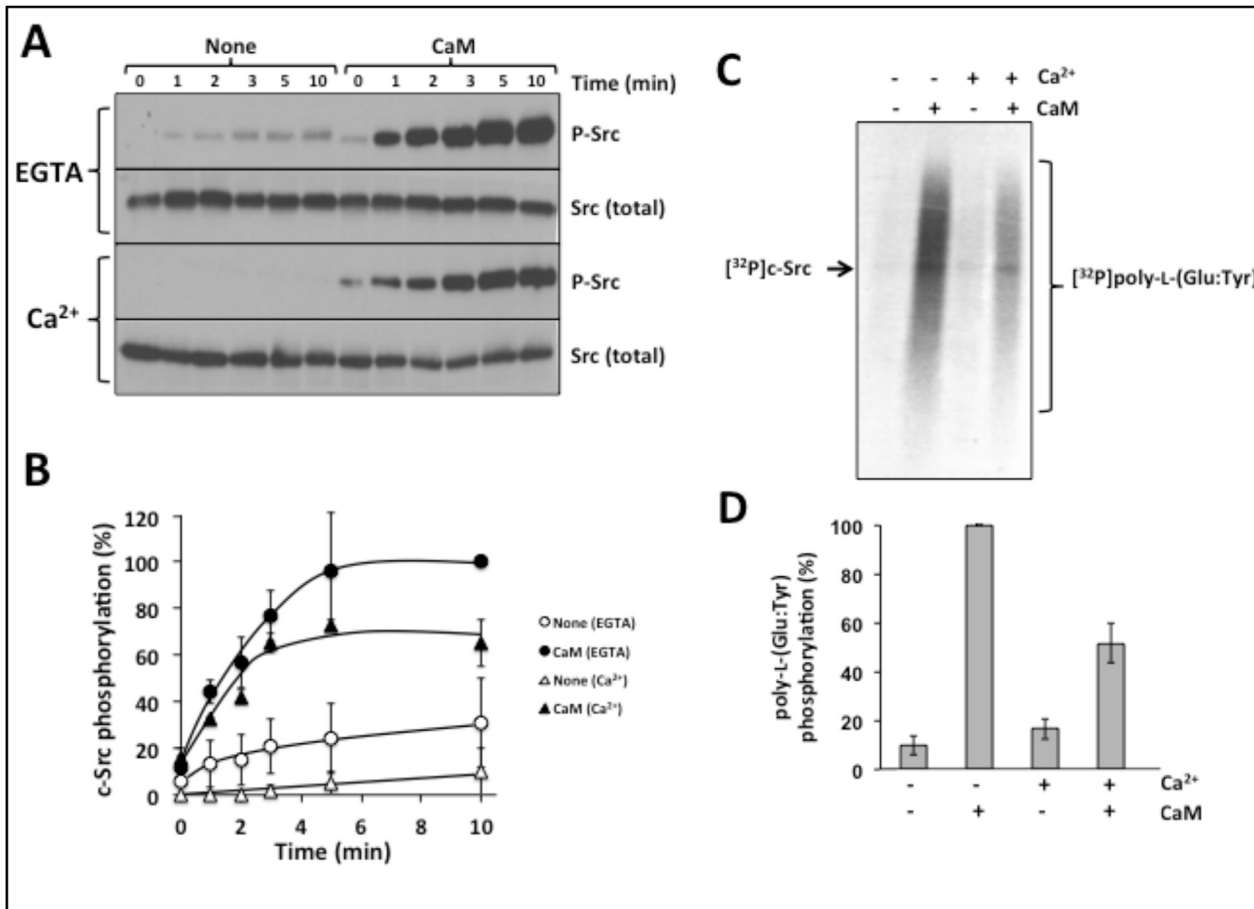 A
None CaM
0 1 2 3 5 10 0 1 2 3 5 10 Time (min)
EGTA
P-Src
Src (total)
Ca²⁺
P-Src
Src (total)
B
c-Src phosphorylation (%)
120
100
80
60
40
20
0
0 2 4 6 8 10
Time (min)
None (EGTA)
CaM (EGTA)
None (Ca²⁺)
CaM (Ca²⁺)
C
- - + + Ca²⁺
- + - + CaM
[³²P]c-Src
[³²P]poly-L-(Glu:Tyr)
D
poly-L-(Glu:Tyr)
phosphorylation (%)
100
80
60
40
20
0
- - + + Ca²⁺
- + - + CaM